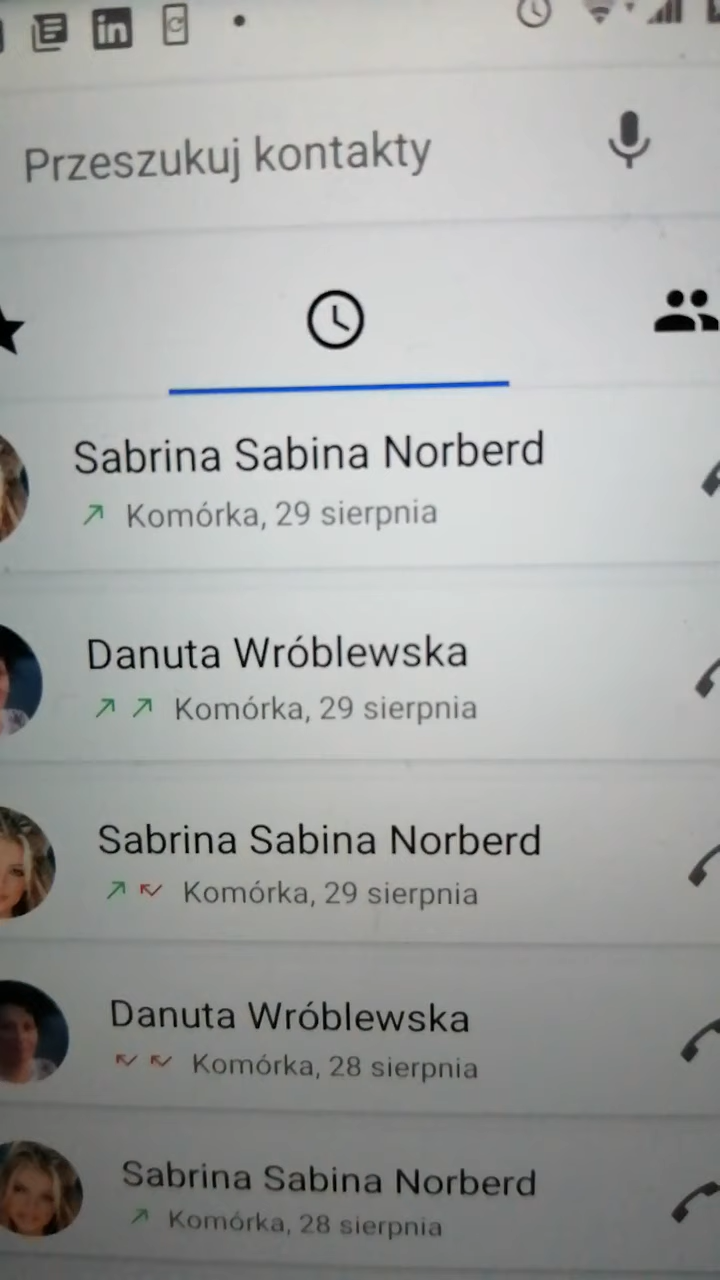 in
Przeszukuj kontakty
Sabrina Sabina Norberd
Komórka, 29 sierpnia
Danuta Wróblewska
Komórka, 29 sierpnia
Sabrina Sabina Norberd
Komórka, 29 sierpnia
Danuta Wróblewska
Komórka, 28 sierpnia
Sabrina Sabina Norberd
Komórka, 28 sierpnia